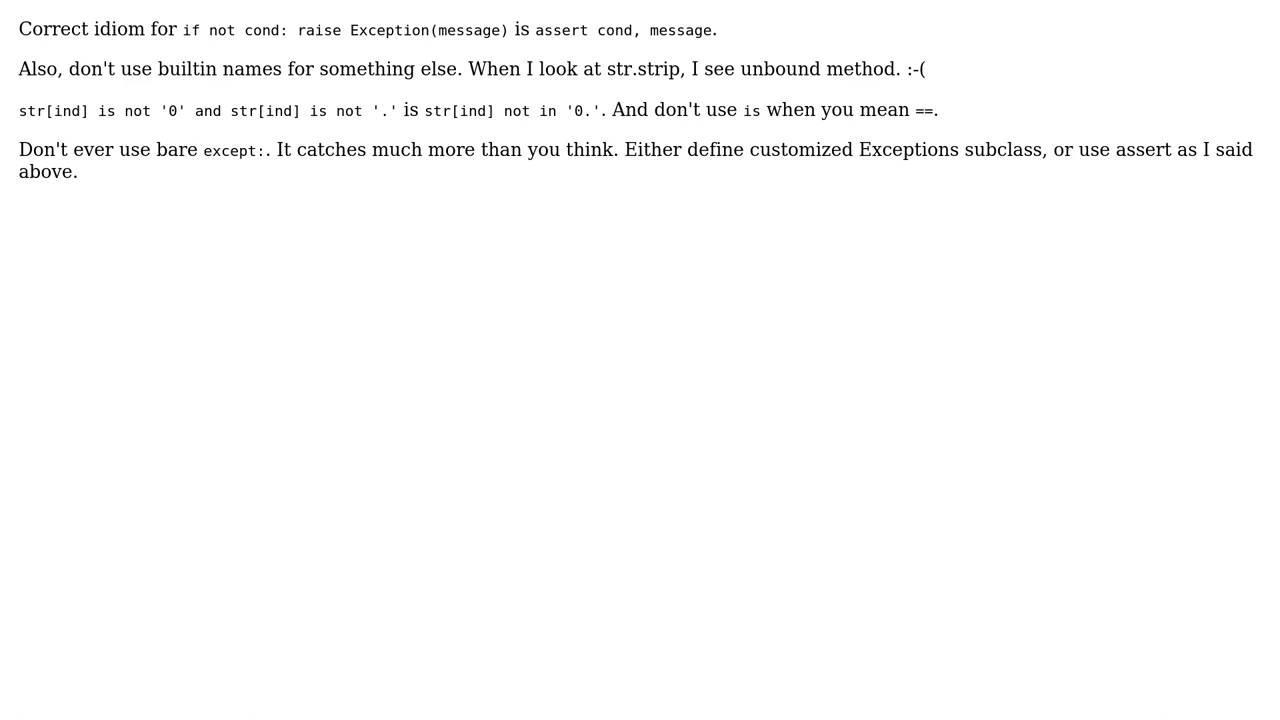 Correct idiom for if not cond: raise Exception(message) is assert cond, message.
Also, don't use builtin names for something else. When I look at str.strip, I see unbound method. :-(
str[ind] is not '0' and str[ind] is not '.' is str[ind] not in '0.'. And don't use is when you mean ==.
Don't ever use bare except:. It catches much more than you think. Either define customized Exceptions subclass, or use assert as I said
above.